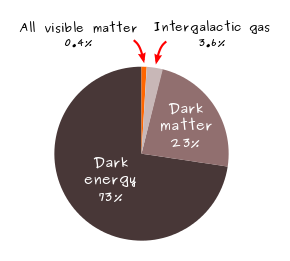 All visible matter
0.4%
Intergalactic gas
3.6%
Dark
matter
23%
Dark
energy
73%